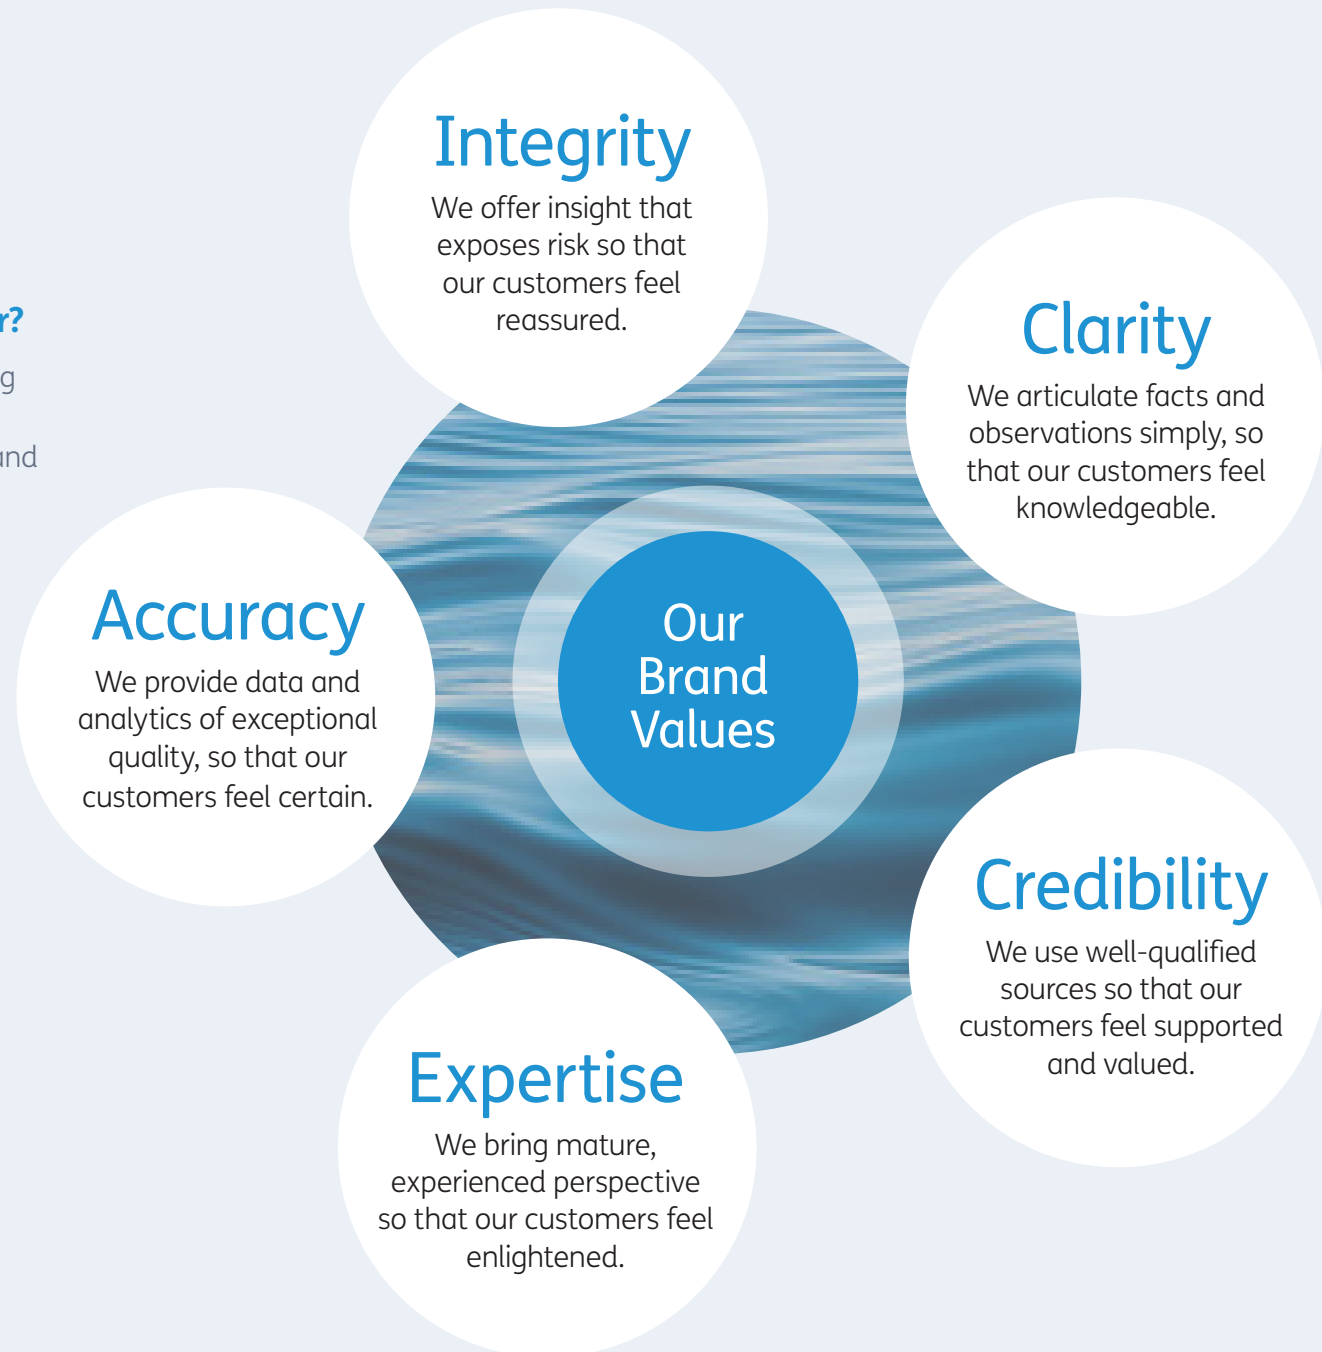 Integrity
We offer insight that
exposes risk so that
our customers feel
reassured.
Clarity
We articulate facts and
observations simply, so
that our customers feel
knowledgeable.
and
Accuracy
We provide data and
analytics of exceptional
quality, so that our
customers feel certain.
Our
Brand
Values
Credibility
We use well-qualified
sources so that our
customers feel supported
and valued.
Expertise
We bring mature,
experienced perspective
so that our customers feel
enlightened.